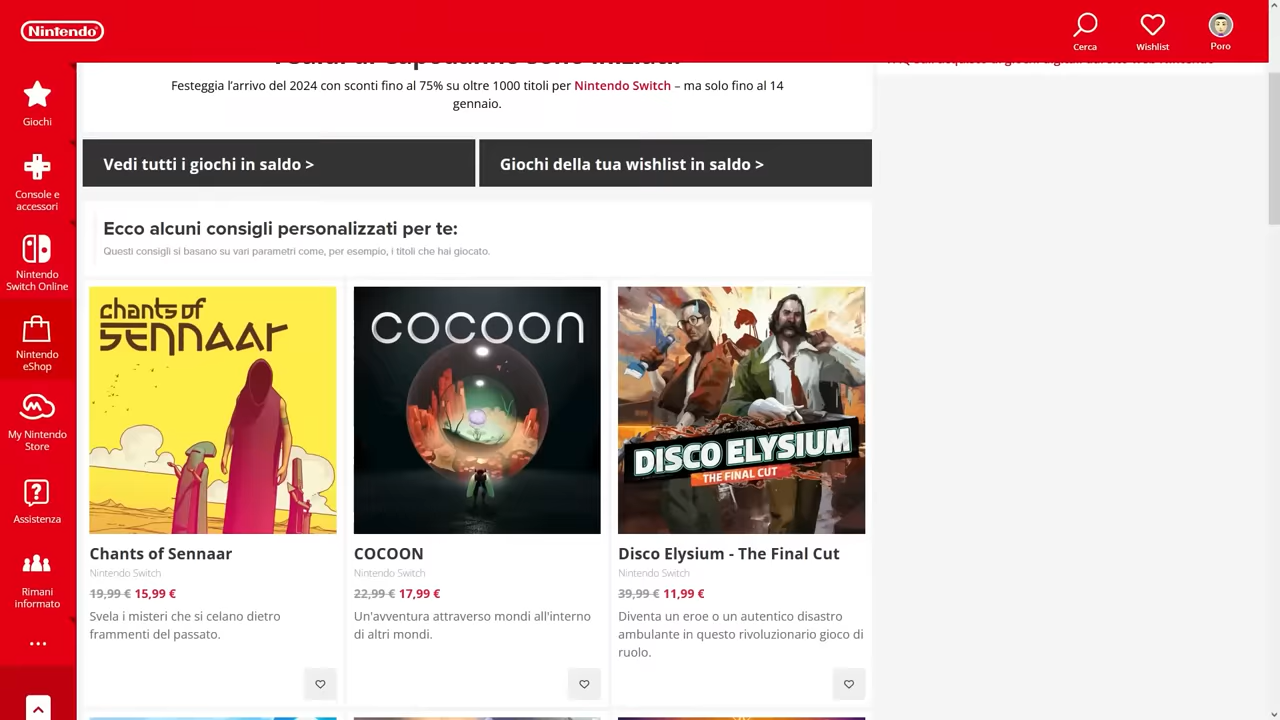 Nintendo
Cerca
Wishlist
Poro
Giochi
Console e
accessori
Nintendo
Switch Online
Nintendo
eShop
My Nintendo
Store
Assistenza
Rimani
informato
Festeggia l'arrivo del 2024 con sconti fino al 75% su oltre 1000 titoli per Nintendo Switch – ma solo fino al 14
gennaio.
Vedi tutti i giochi in saldo >
Giochi della tua wishlist in saldo >
Ecco alcuni consigli personalizzati per te:
Questi consigli si basano su vari parametri come, per esempio, i titoli che hai giocato.
chants of
SENNAAR
Chants of Sennaar
Nintendo Switch
19,99 € 15,99 €
Svela i misteri che si celano dietro
frammenti del passato.
COCOON
COCOON
Nintendo Switch
22,99 € 17,99 €
Un'avventura attraverso mondi all'interno
di altri mondi.
DISCO ELYSIUM
THE FINAL CUT
Disco Elysium - The Final Cut
Nintendo Switch
39,99 € 11,99 €
Diventa un eroe o un autentico disastro
ambulante in questo rivoluzionario gioco di
ruolo.